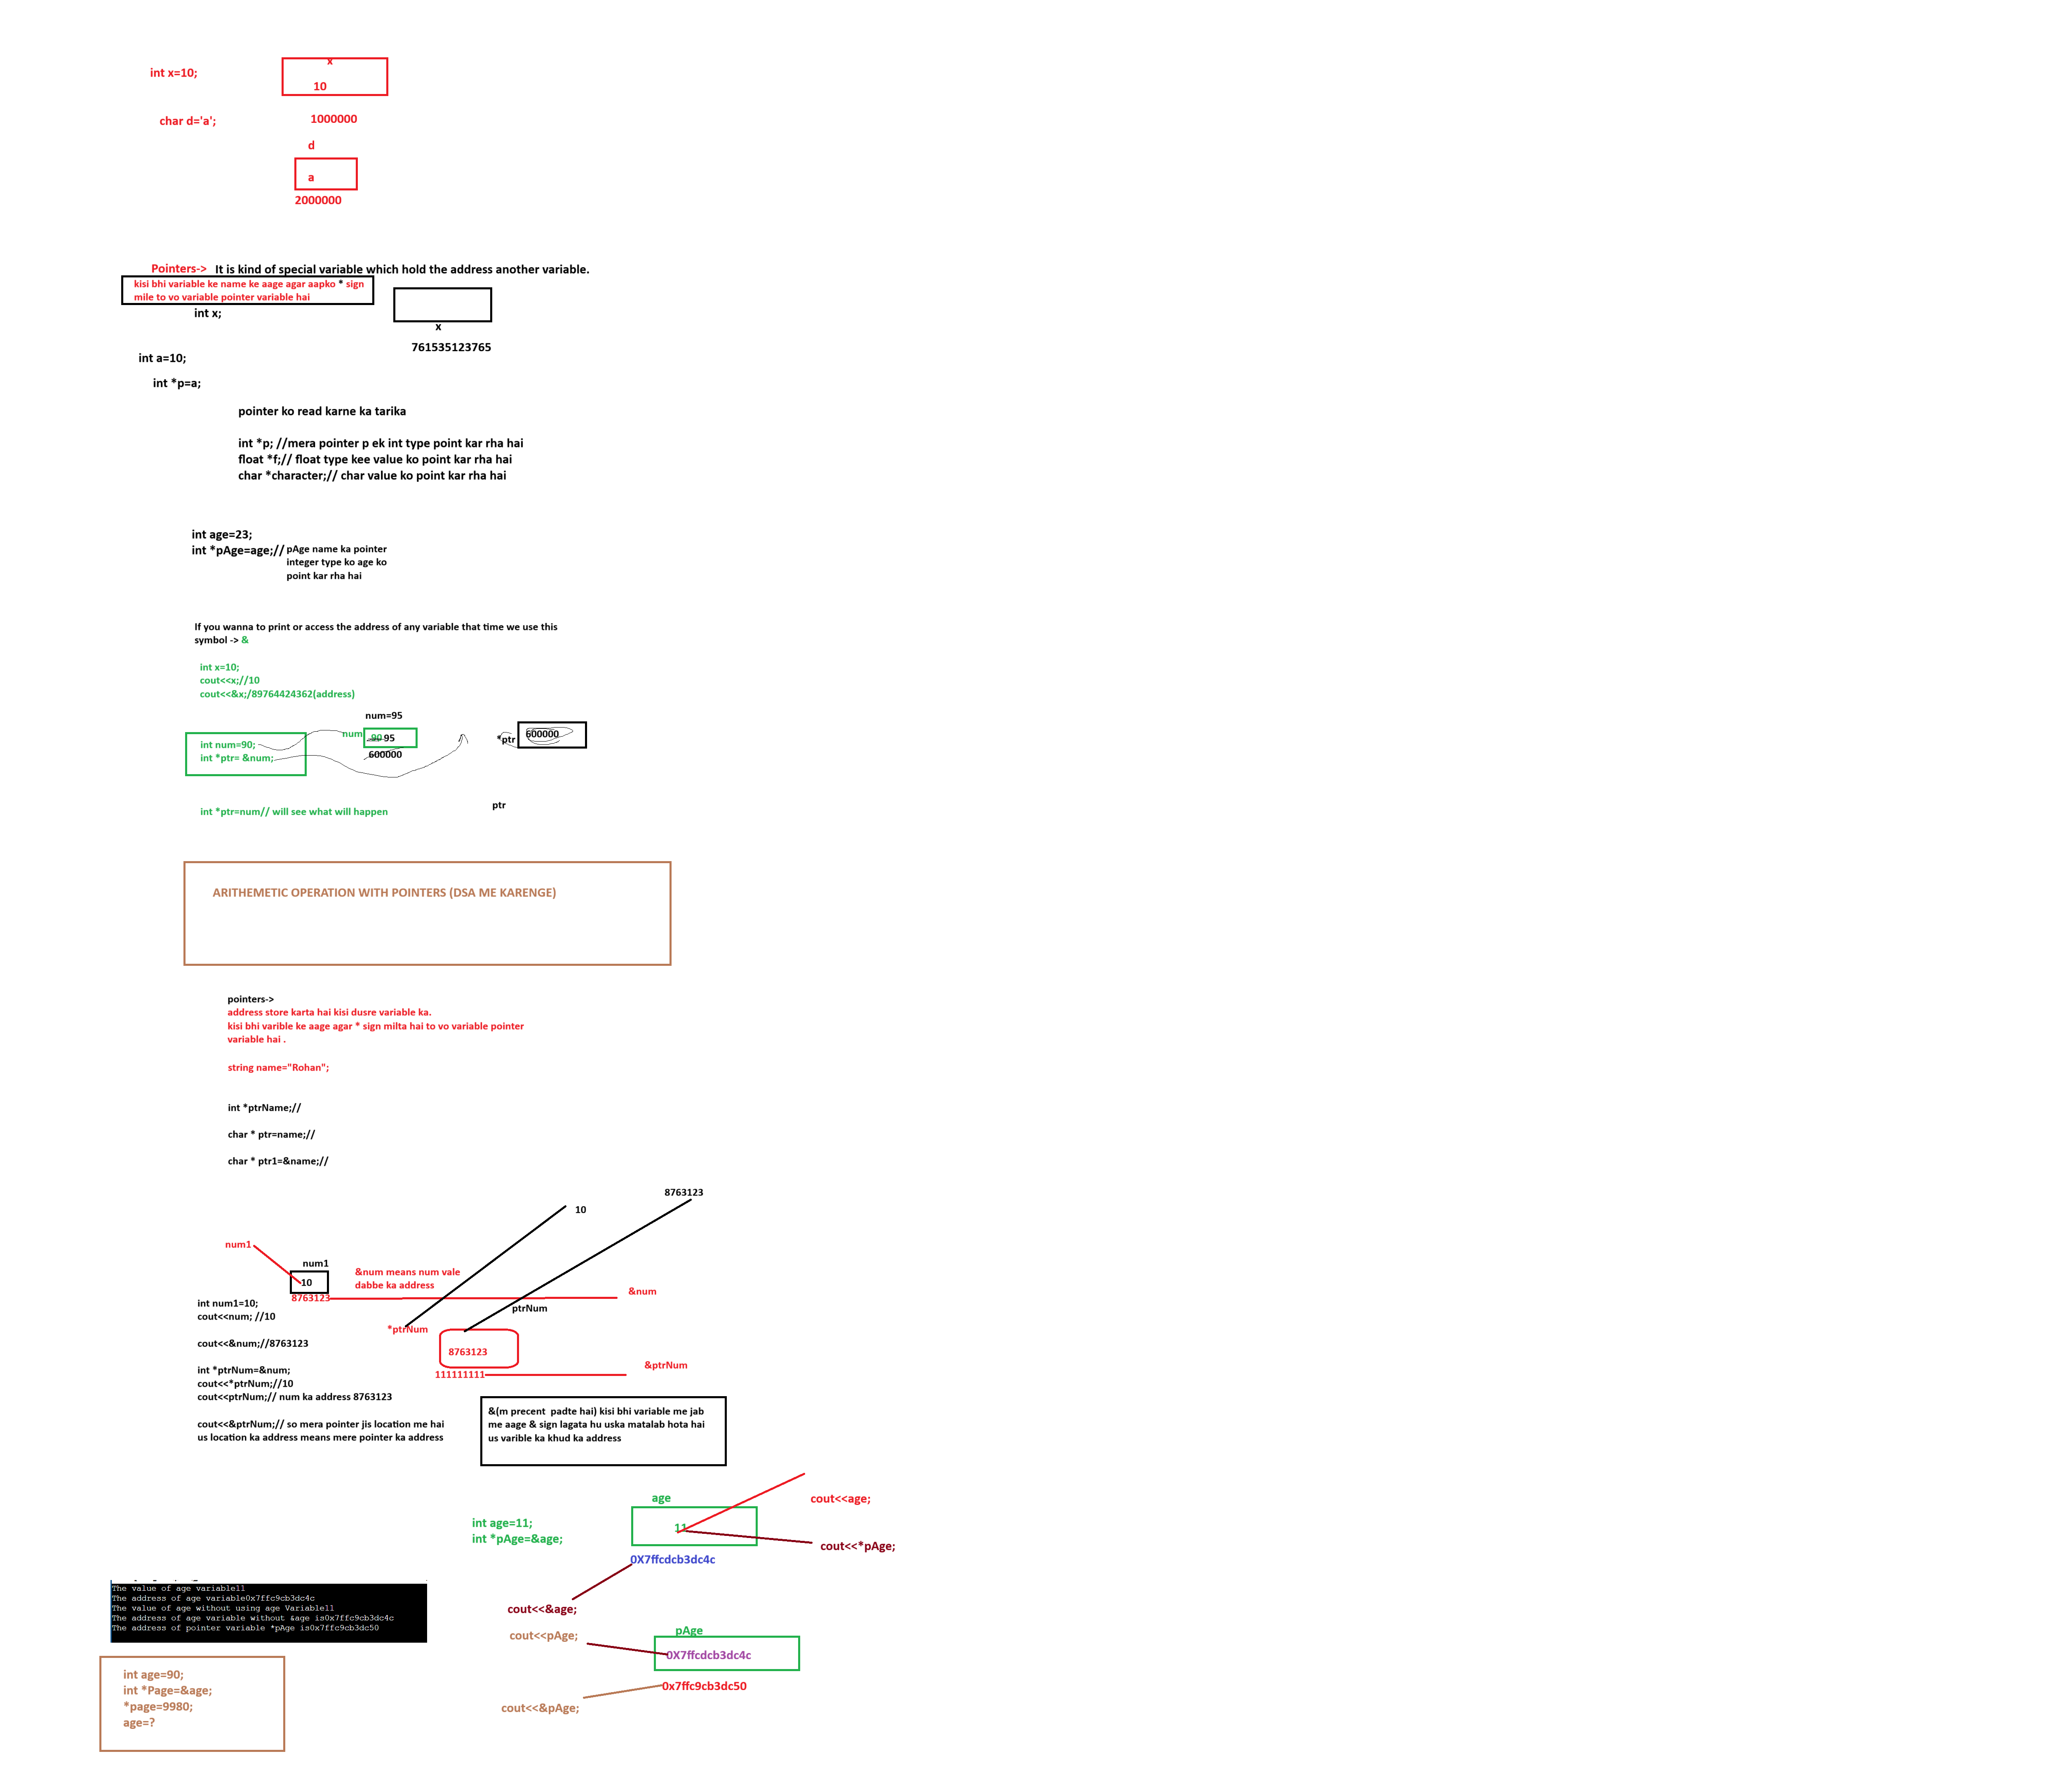 int x=10;
x
10
char d='a';
1000000
d
a
2000000
Pointers-> It is kind of special variable which hold the address another variable.
kisi bhi variable ke name ke aage agar aapko * sign
mile to vo variable pointer variable hai
int x;
x
761535123765
int a=10;
int *p=a;
pointer ko read karne ka tarika
int *p; //mera pointer p ek int type point kar rha hai
float *f;// float type kee value ko point kar rha hai
char *character;// char value ko point kar rha hai
int age=23;
int *pAge=age;// pAge name ka pointer
integer type ko age ko
point kar rha hai
If you wanna to print or access the address of any variable that time we use this
symbol -> &
int x=10;
cout<<x;//10
cout<<&x;/89764424362(address)
num=95
num 90 95
600000
*ptr 600000
int num=90;
int *ptr= &num;
ptr
int *ptr=num// will see what will happen
ARITHEMETIC OPERATION WITH POINTERS (DSA ME KARENGE)
pointers->
address store karta hai kisi dusre variable ka.
kisi bhi varible ke aage agar * sign milta hai to vo variable pointer
variable hai .
string name="Rohan";
int *ptrName;//
char * ptr=name;//
char * ptr1=&name;//
8763123
10
num1
num1
10
8763123
&num means num vale
dabbe ka address
&num
ptrNum
*ptrNum
8763123
111111111
&ptrNum
int num1=10;
cout<<num; //10
cout<<&num;//8763123
int *ptrNum=&num;
cout<<*ptrNum;//10
cout<<ptrNum;// num ka address 8763123
cout<<&ptrNum;// so mera pointer jis location me hai
us location ka address means mere pointer ka address
&(m precent  padte hai) kisi bhi variable me jab
me aage & sign lagata hu uska matalab hota hai
us varible ka khud ka address
age
cout<<age;
int age=11;
int *pAge=&age;
11
cout<<*pAge;
0X7ffcdcb3dc4c
cout<<&age;
cout<<pAge;
pAge
0X7ffcdcb3dc4c
0x7ffc9cb3dc50
cout<<&pAge;
The value of age variable11
The address of age variable0x7ffc9cb3dc4c
The value of age without using age Variable11
The address of age variable without &age is0x7ffc9cb3dc4c
The address of pointer variable *pAge is0x7ffc9cb3dc50
int age=90;
int *Page=&age;
*page=9980;
age=?